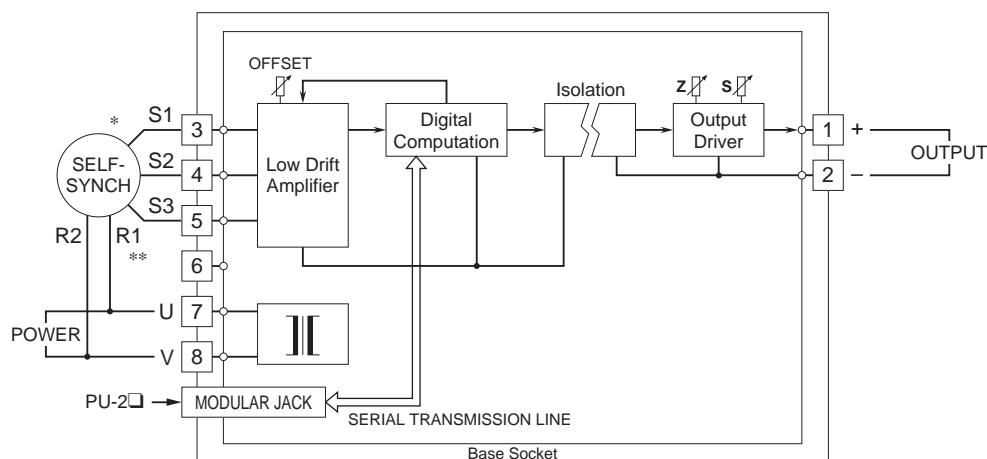 OFFSET
Isolation
Z
S
*
S1
3
Digital
Computation
Output
Driver
1
+
SELF-
SYNCH
S2
4
Low Drift
Amplifier
OUTPUT
2
–
S3
5
R2
R1
**
6
U
7
POWER
V
8
PU-2❏
MODULAR JACK
SERIAL TRANSMISSION LINE
Base Socket